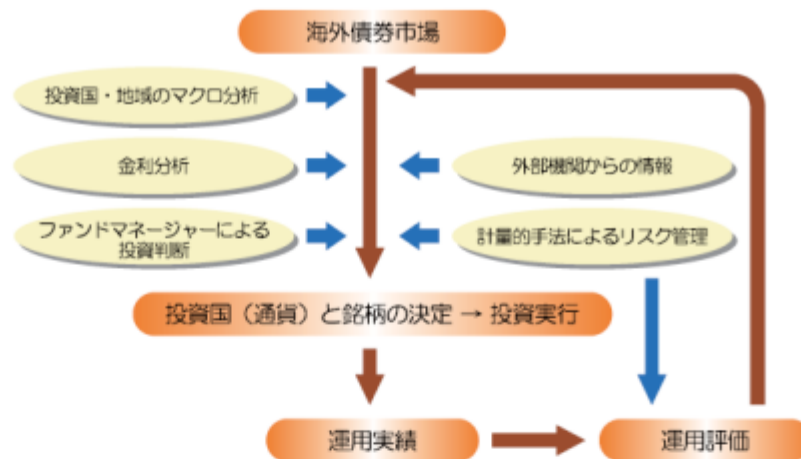 海外債券市場
投資国・地域のマクロ分析
金利分析
外部機関からの情報
ファンドマネージャーによる
投資判断
計量的手法によるリスク管理
投資国（通貨）と銘柄の決定 → 投資実行
運用実績
運用評価